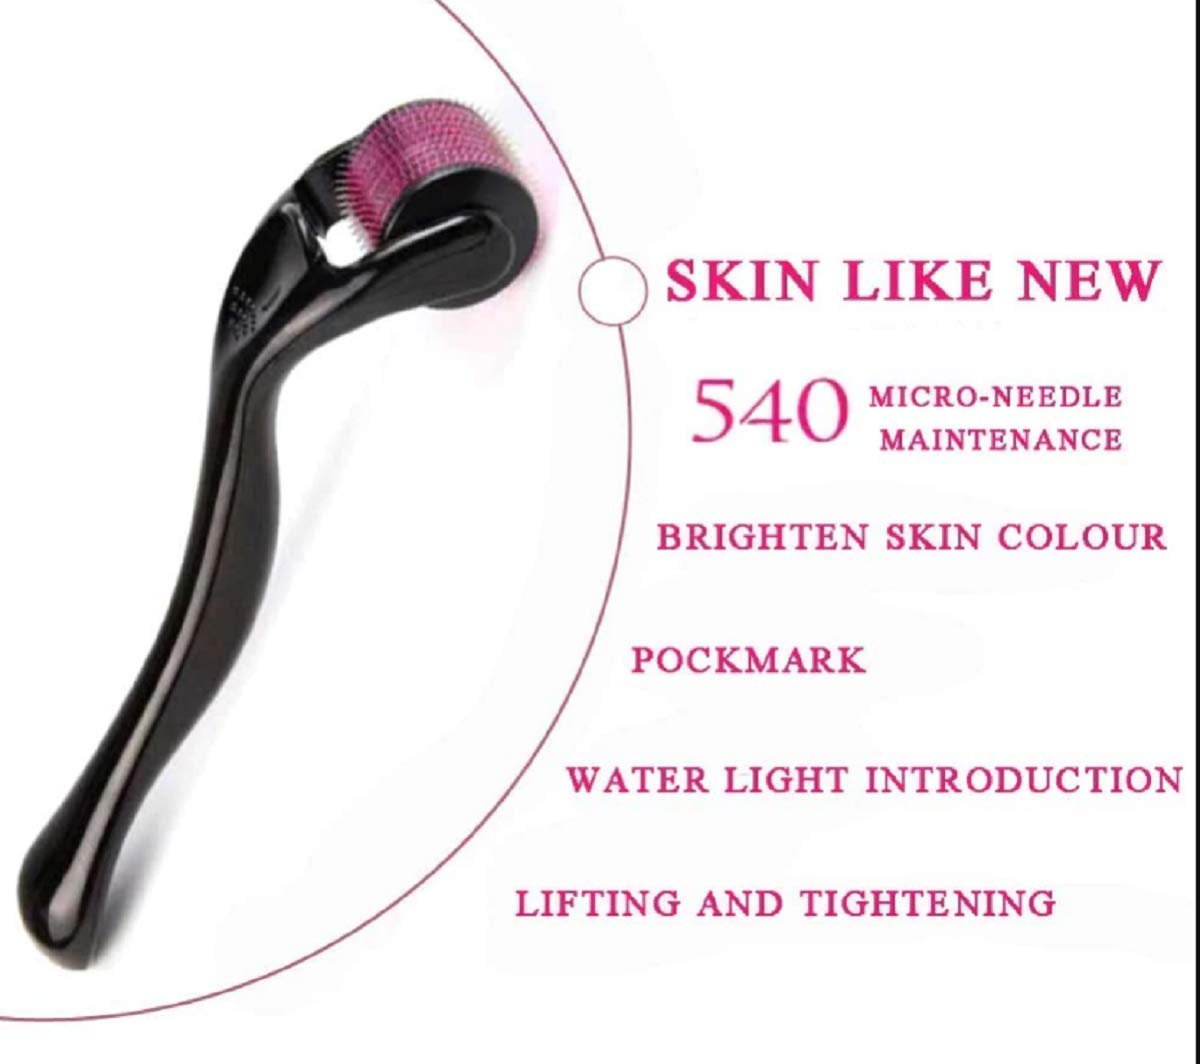 SKIN LIKE NEW
540 MICRO-NEEDLE
MAINTENANCE
BRIGHTEN SKIN COLOUR
POCKMARK
WATER LIGHT INTRODUCTION
LIFTING AND TIGHTENING